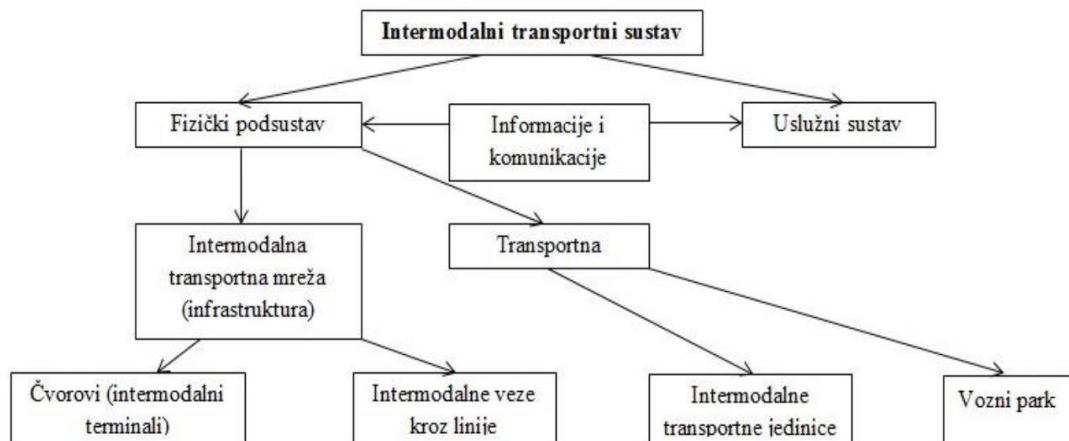 Intermodalni transportni sustav
Fizički podsustav
Informacije i
komunikacije
Uslužni sustav
Intermodalna
transportna mreža
(infrastruktura)
Transportna
Čvorovi (intermodalni
terminali)
Intermodalne veze
kroz linije
Intermodalne
transportne jedinice
Vozni park